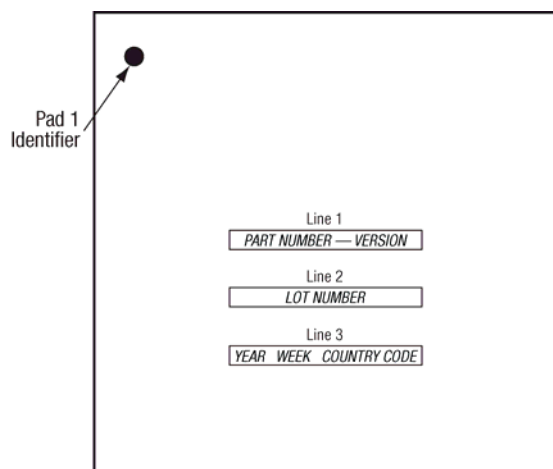 Pad 1
Identifier
Line 1
PART NUMBER — VERSION
Line 2
LOT NUMBER
Line 3
YEAR WEEK COUNTRY CODE